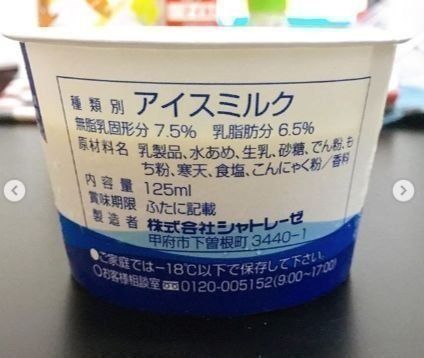 種類別 アイスミルク
無脂乳固形分 7.5% 乳脂肪分 6.5%
原材料名 乳製品、水あめ、生乳、砂糖、でん粉、も
ち粉、寒天、食塩、こんにゃく粉／香料
内容量 125ml
賞味期限 ふたに記載
製造者 株式会社シャトレーゼ
甲府市下曽根町3440-1
●ご家庭では-18℃以下で保存して下さい。
○お客様相談室 0120-005152(9:00~17:00)